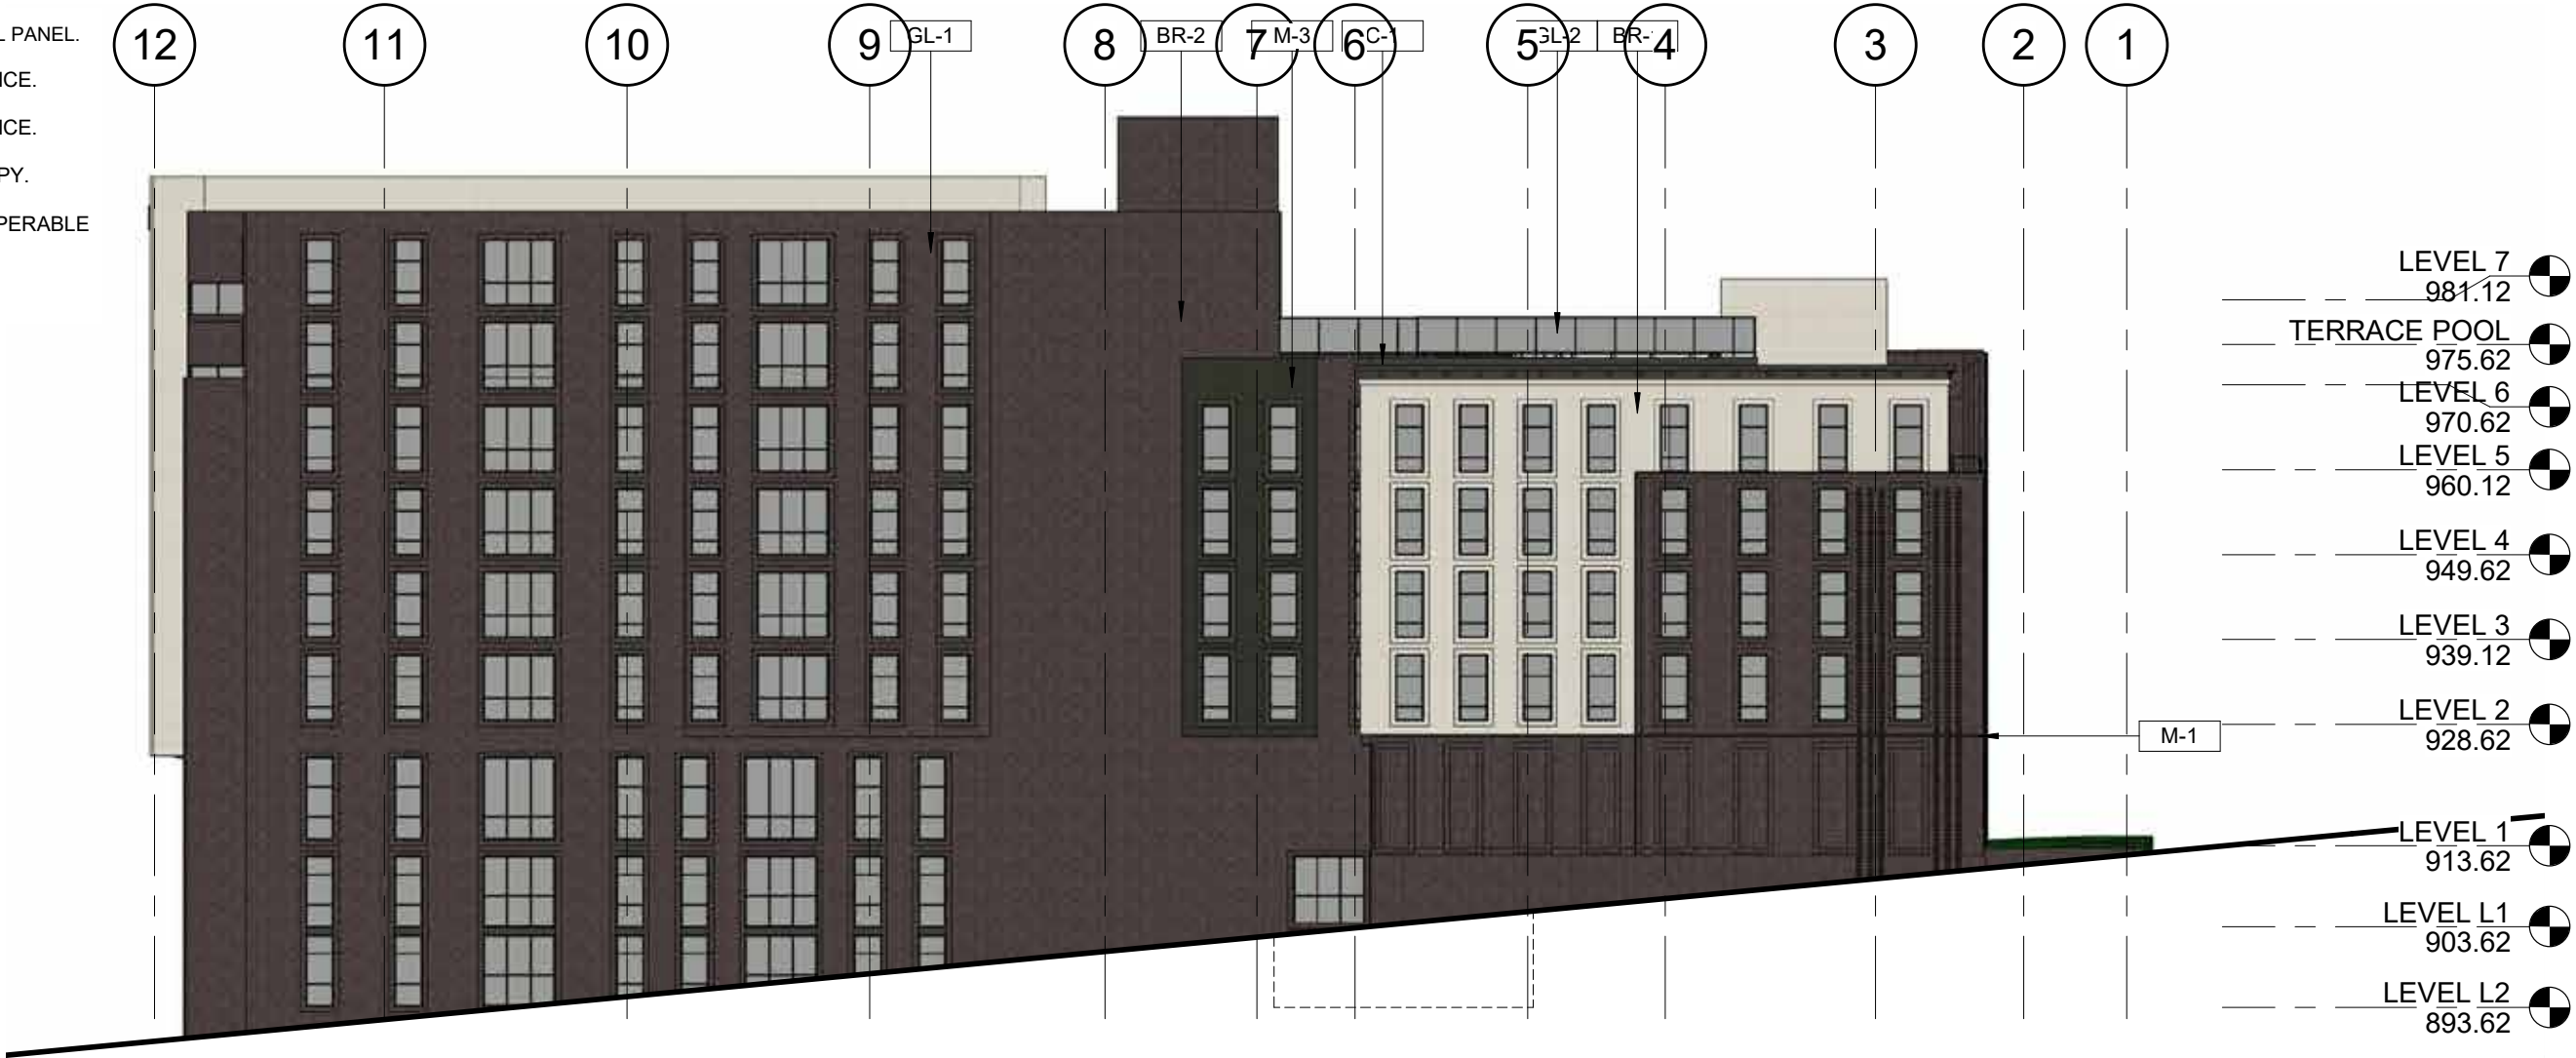 L PANEL.
12
11
10
9
GL-1
8
BR-2
7
M-3
6
C-1
5
GL-2
BR-
4
3
2
1
ICE.
ICE.
PY.
PERABLE
LEVEL 7
981.12
TERRACE POOL
975.62
LEVEL 6
970.62
LEVEL 5
960.12
LEVEL 4
949.62
LEVEL 3
939.12
LEVEL 2
928.62
M-1
LEVEL 1
913.62
LEVEL L1
903.62
LEVEL L2
893.62